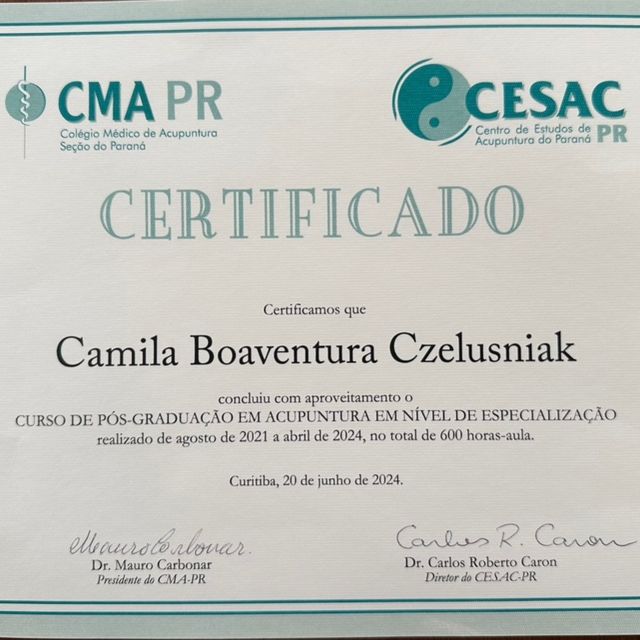 CMA PR
Colégio Médico de Acupuntura
Seção do Paraná
CESAC
Centro de Estudos de
Acupuntura do Paraná PR
CERTIFICADO
Certificamos que
Camila Boaventura Czelusniak
concluiu com aproveitamento o
CURSO DE PÓS-GRADUAÇÃO EM ACUPUNTURA EM NÍVEL DE ESPECIALIZAÇÃO
realizado de agosto de 2021 a abril de 2024, no total de 600 horas-aula.
Curitiba, 20 de junho de 2024.
Mauro Carbonar.
Carlos R. Caron
Dr. Mauro Carbonar
Dr. Carlos Roberto Caron
Presidente do CMA-PR
Diretor do CESAC-PR